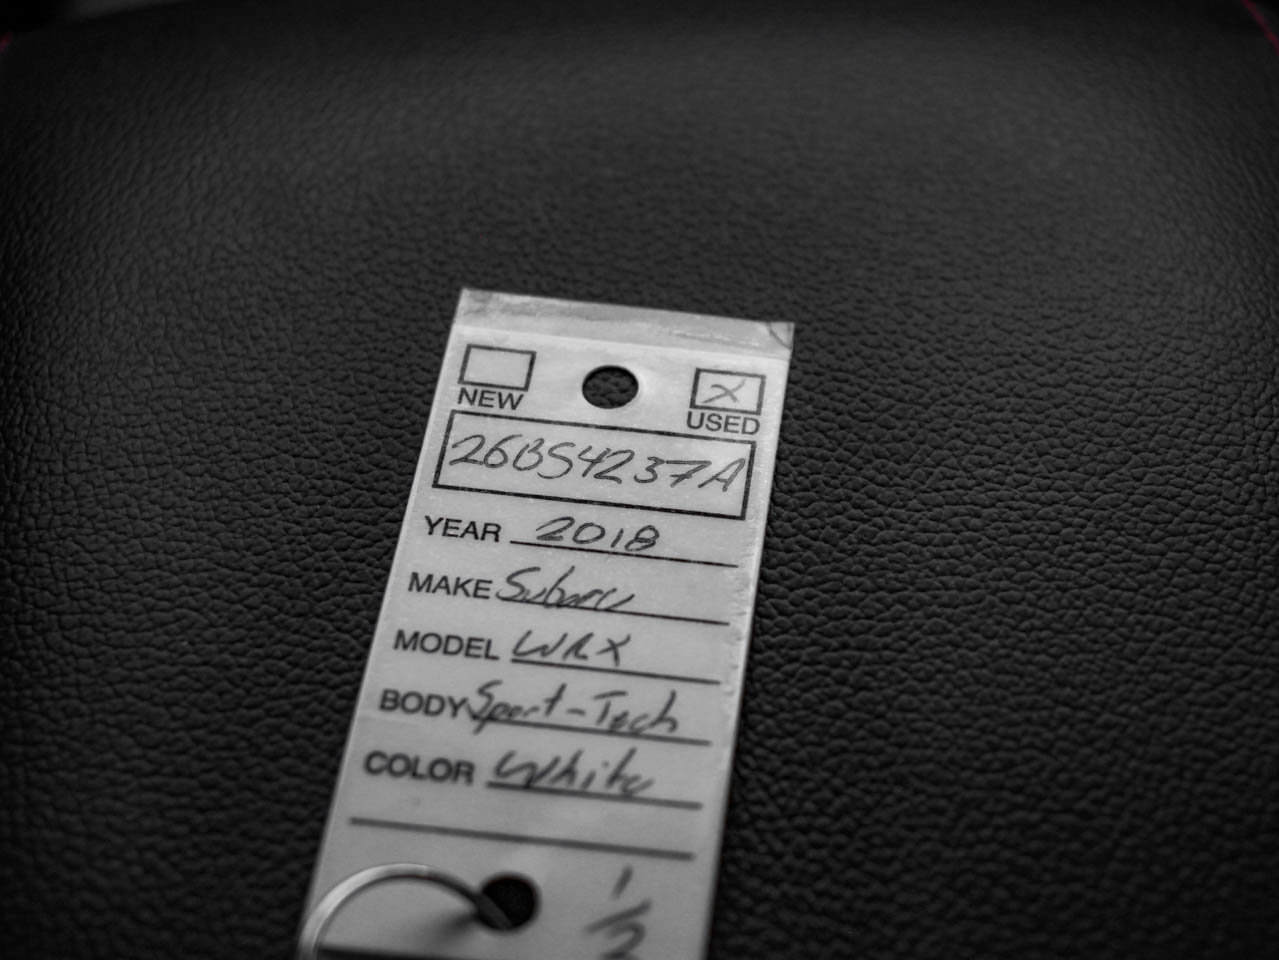 NEW X USED
26BS4237A
YEAR 2018
MAKE Subaru
MODEL WRX
BODY Sport-Tech
COLOR White
1/2